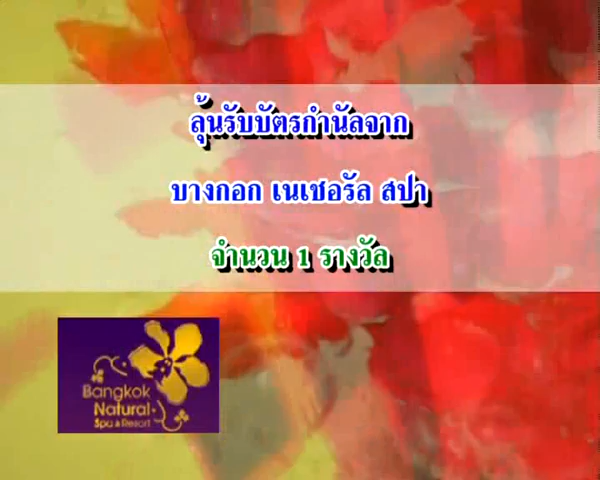 ลุ้นรับบัตรกำนัลจาก
บางกอก เนเชอรัล สปา
จำนวน 1 รางวัล
Bangkok
Natural
Spa & Resort